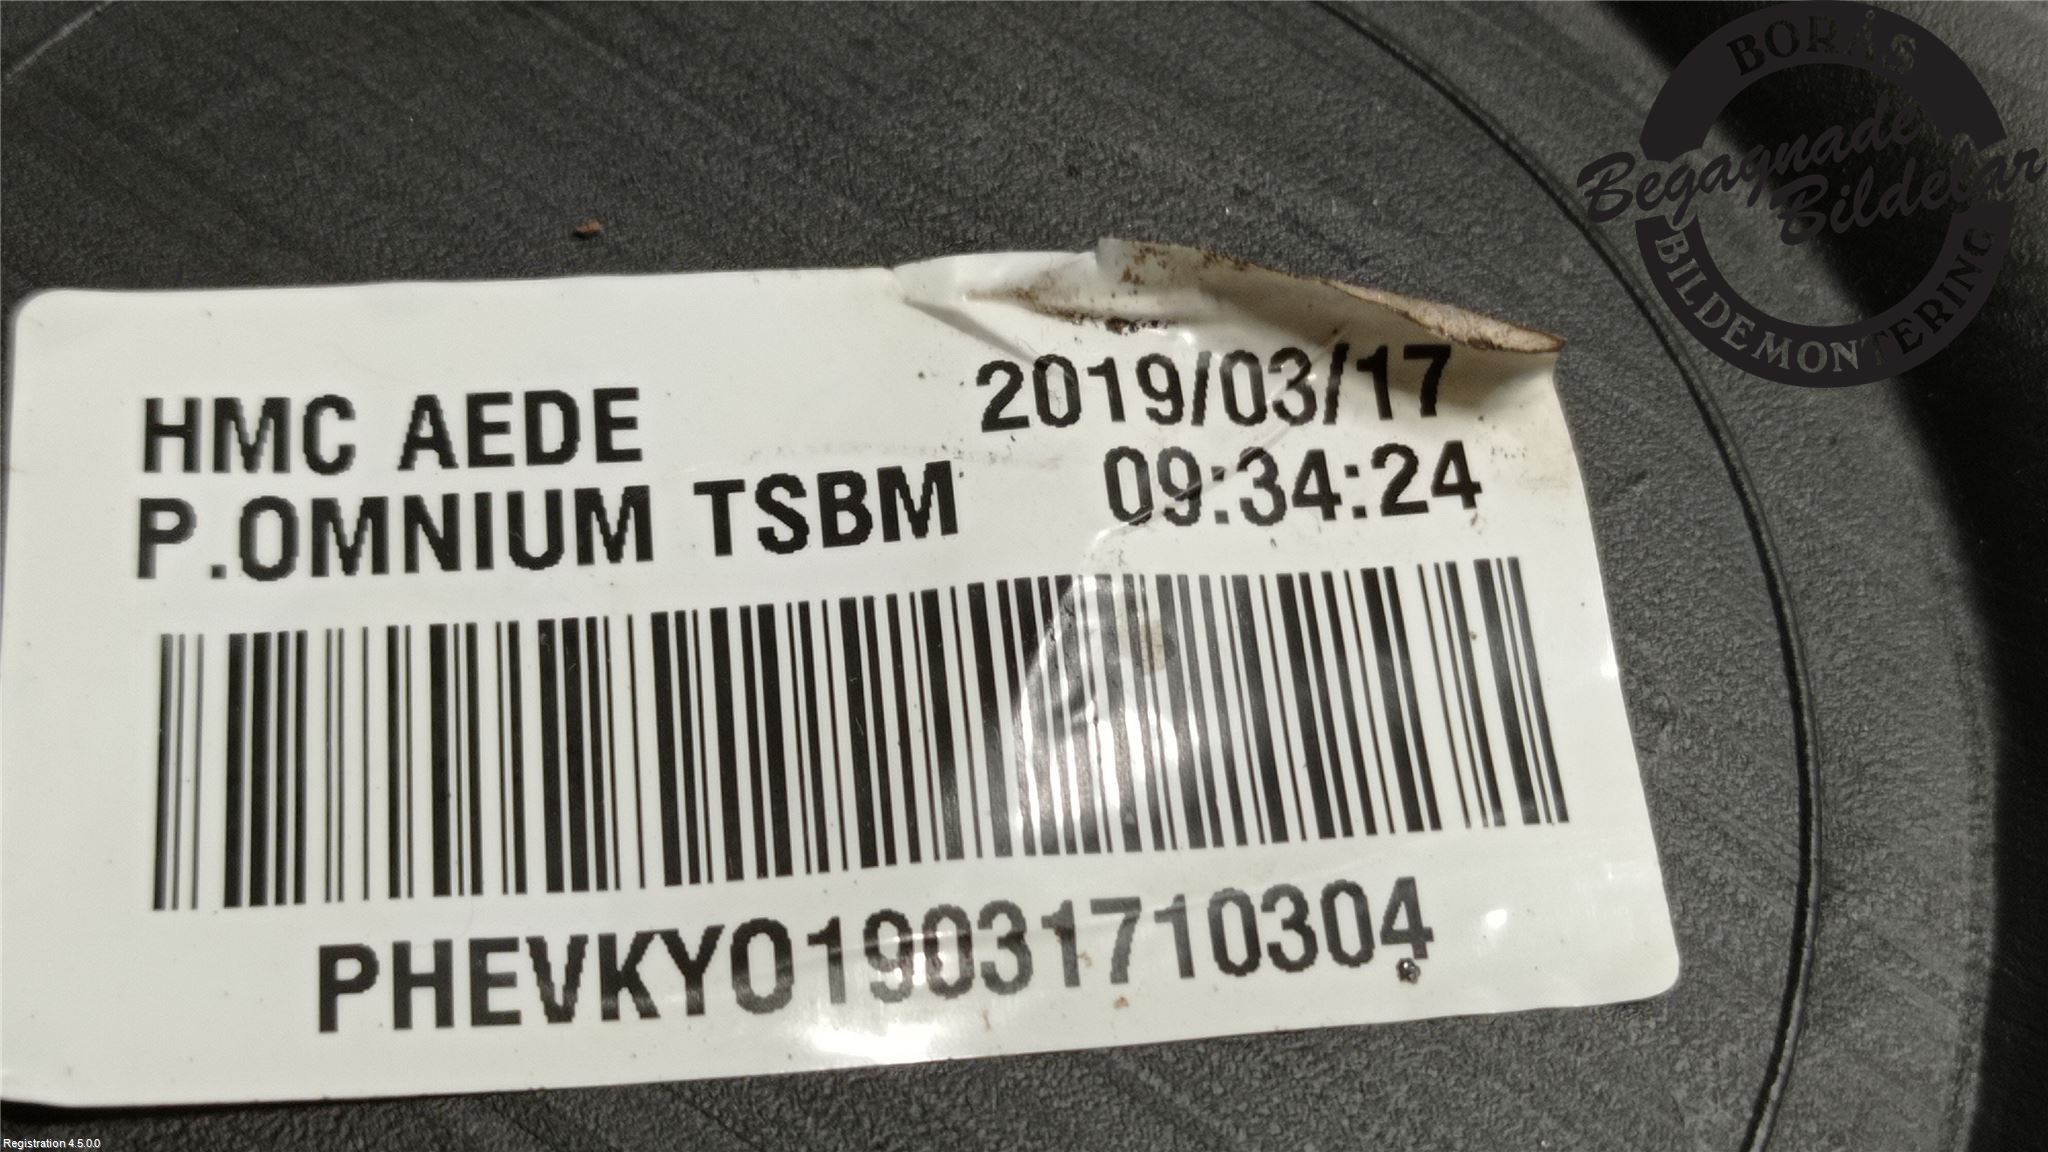 BORÅS
Begagnade
Bildelar
BILDEMONTERING
HMC AEDE 2019/03/17
P.OMNIUM TSBM 09:34:24
PHEVKYO19031710304
Registration 4.5.0.0